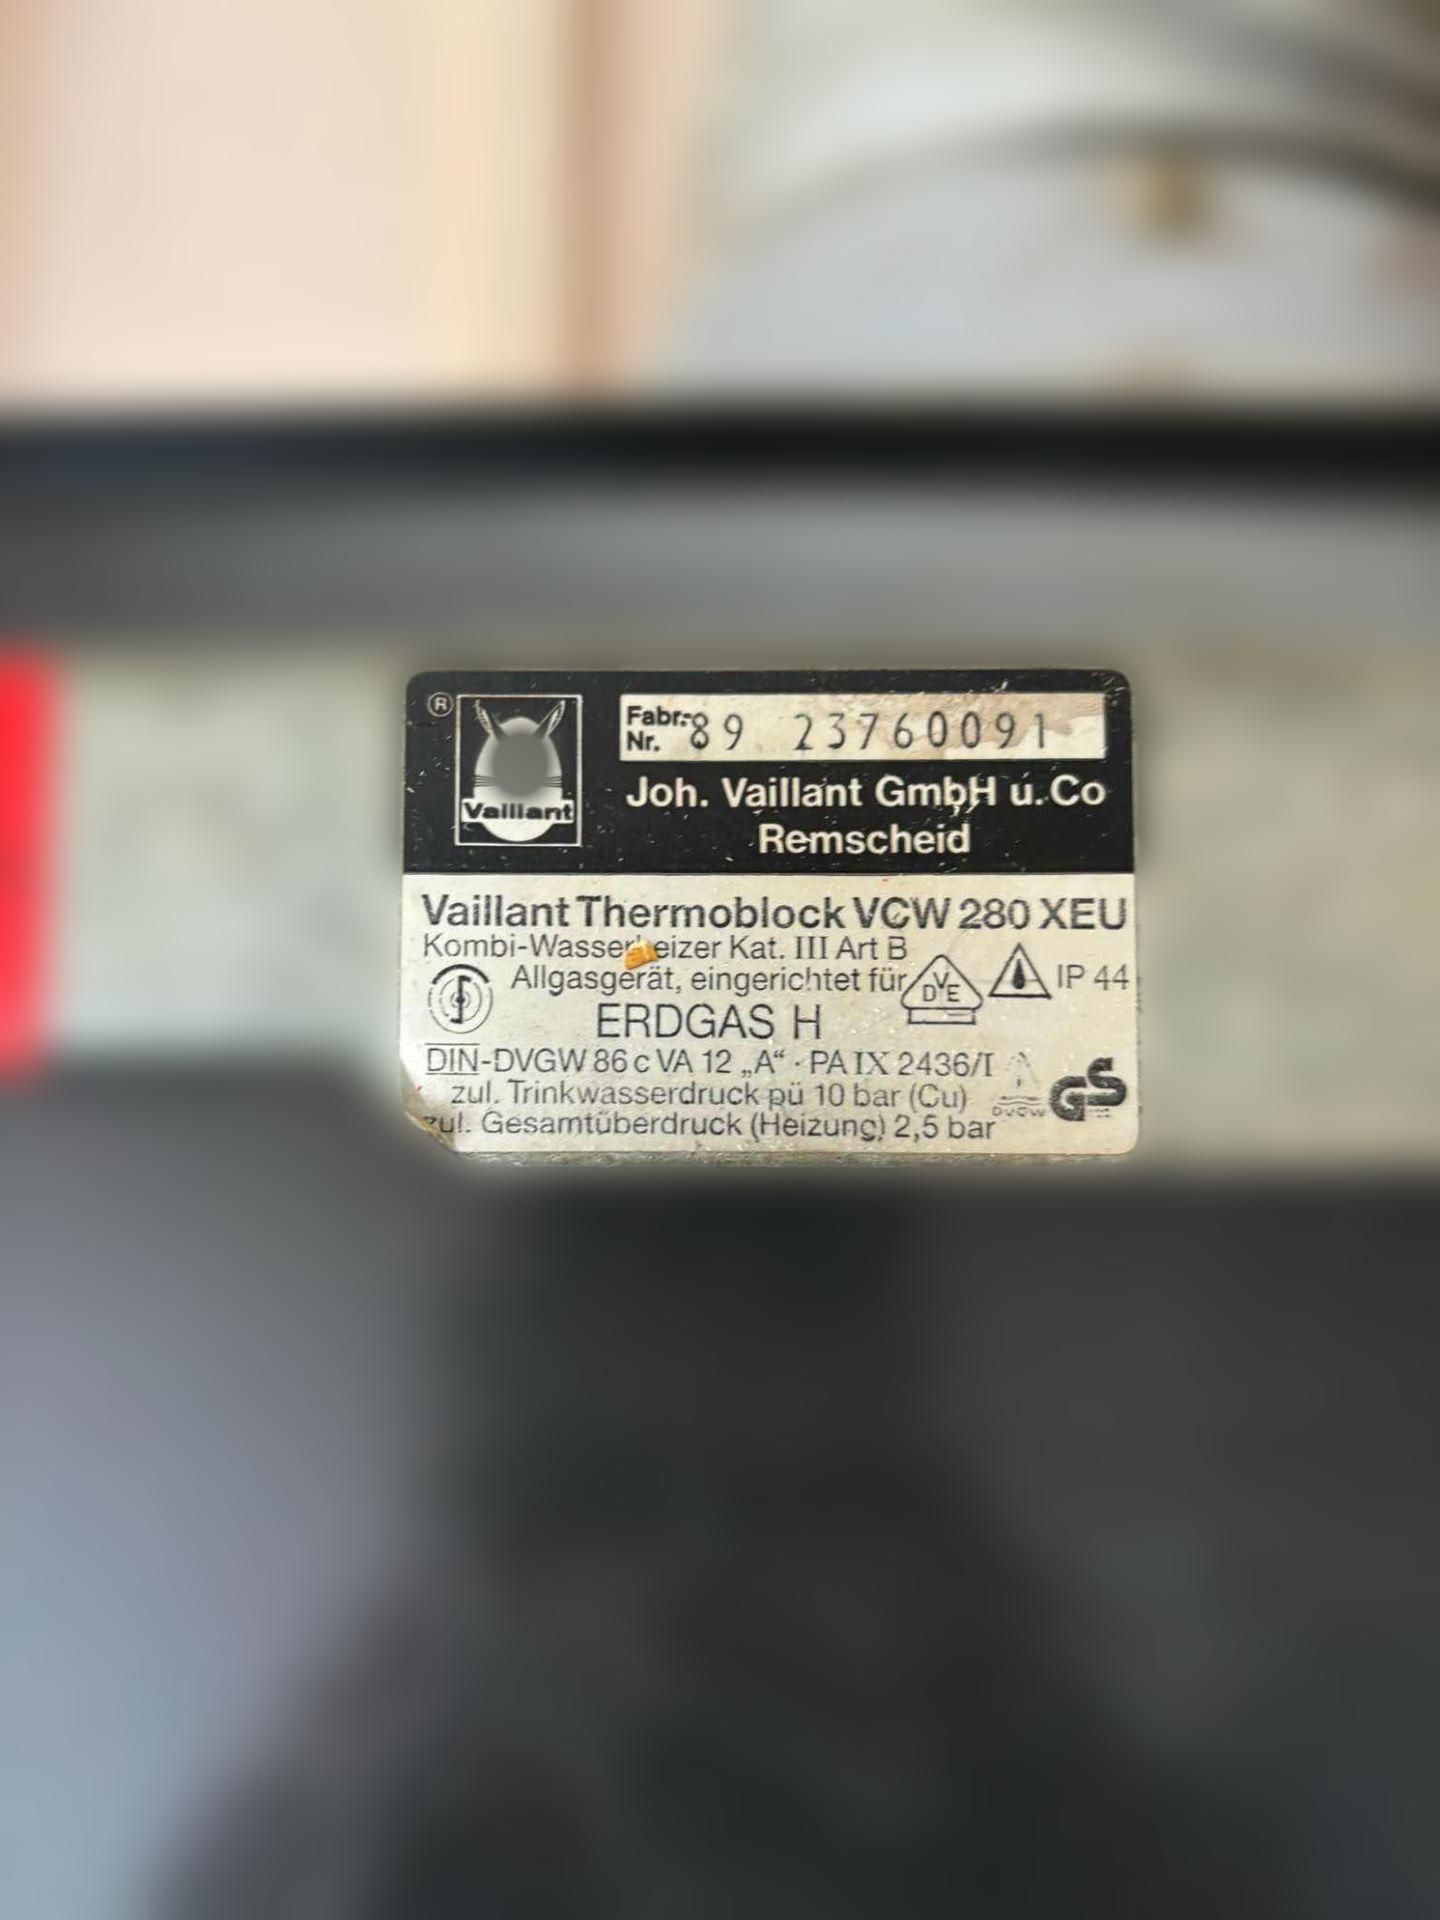 ®
Vaillant
Fabr.-
Nr. 89 23760091
Joh. Vaillant GmbH u. Co
Remscheid
Vaillant Thermoblock VCW 280 XEU
Kombi-Wasserheizer Kat. III Art B
Allgasgerät, eingerichtet für
DVE
IP 44
ERDGAS H
DIN-DVGW 86 c VA 12 „A“ · PA IX 2436/I
zul. Trinkwasserdruck pü 10 bar (Cu)
DVGW
GS
zul. Gesamtüberdruck (Heizung) 2,5 bar